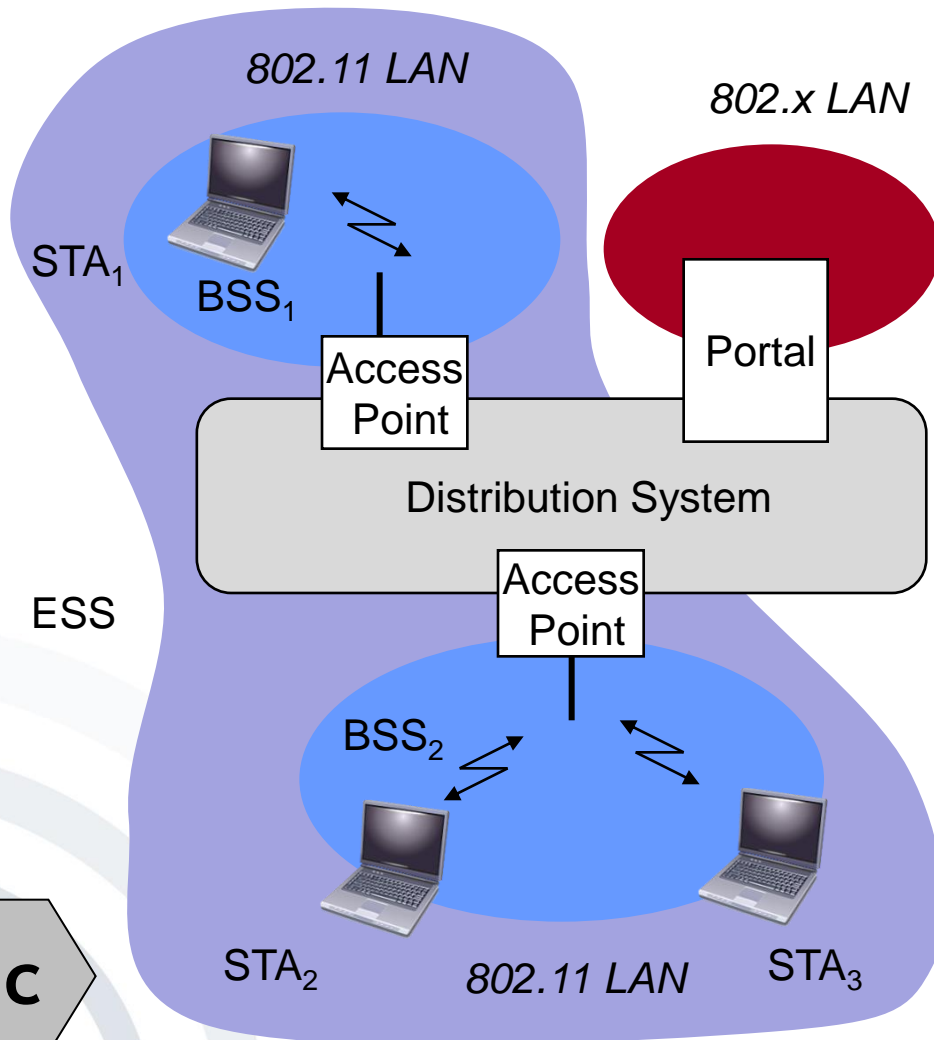 802.11 LAN
802.x LAN
STA₁
BSS₁
Access
Point
Portal
Distribution System
Access
Point
ESS
BSS₂
STA₂
802.11 LAN
STA₃
C